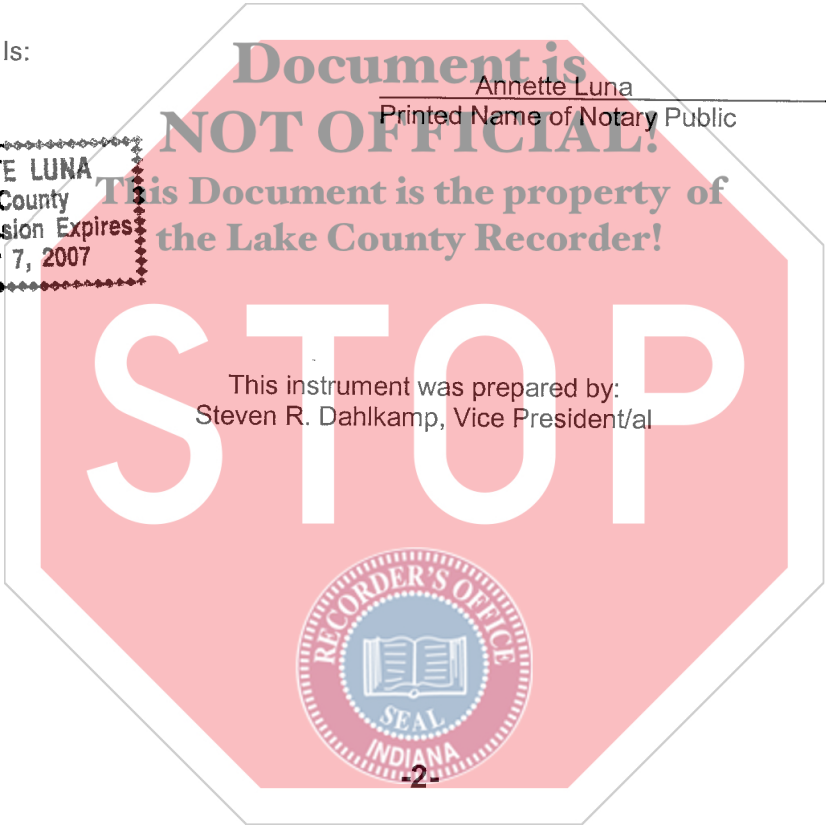 Is:
Document is
Annette Luna
NOT OFFICIAL!
Printed Name of Notary Public
E LUNA
County
This Document is the property of
sion Expires
the Lake County Recorder!
7, 2007
STOP
This instrument was prepared by:
Steven R. Dahlkamp, Vice President/al
RECORDER'S OFFICE
SEAL
INDIANA
-2-